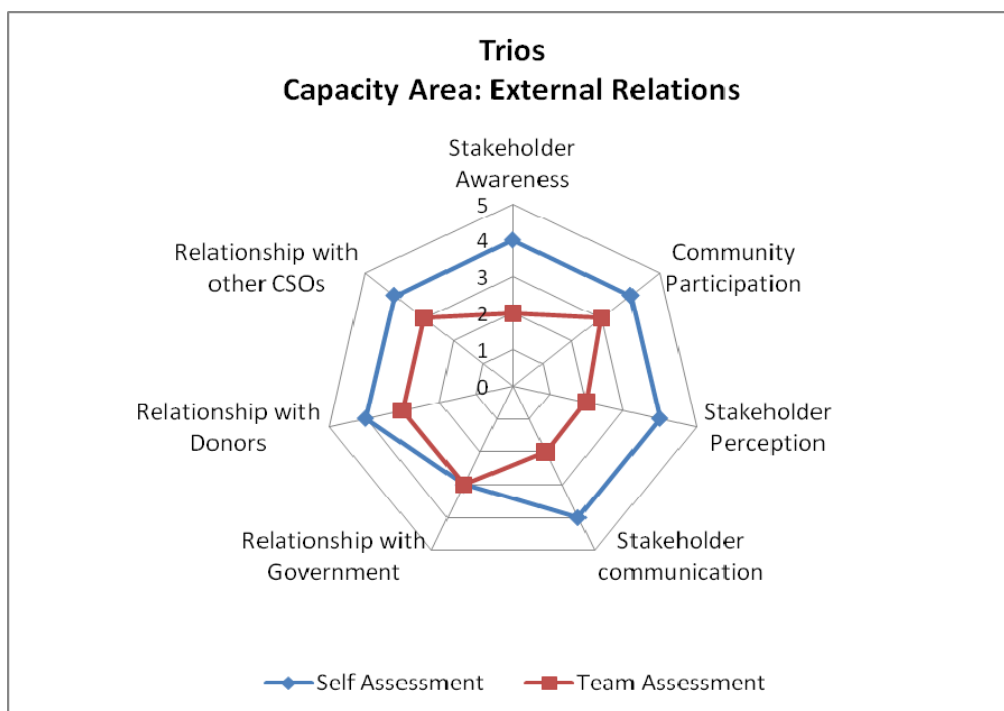 Trios
Capacity Area: External Relations
Stakeholder
Awareness
Community
Participation
Stakeholder
Perception
Stakeholder
communication
Relationship with
Government
Relationship with
Donors
Relationship with
other CSOs
5
4
3
2
1
0
Self Assessment
Team Assessment